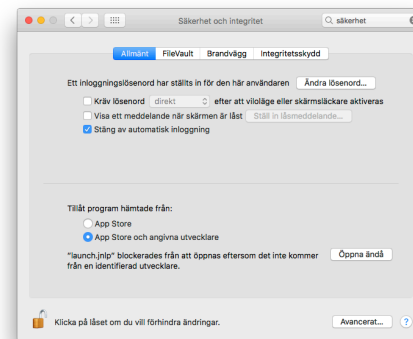 Säkerhet och integritet
säkerhet
Allmänt FileVault Brandvägg Integritetsskydd
Ett inloggningslösenord har ställts in för den här användaren Ändra lösenord...
Kräv lösenord direkt efter att viloläge eller skärmsläckare aktiveras
Visa ett meddelande när skärmen är låst Ställ in låsmeddelande...
Stäng av automatisk inloggning
Tillåt program hämtade från:
App Store
App Store och angivna utvecklare
"launch.jnlp" blockerades från att öppnas eftersom det inte kommer Öppna ändå
från en identifierad utvecklare.
Klicka på låset om du vill förhindra ändringar. Avancerat... ?